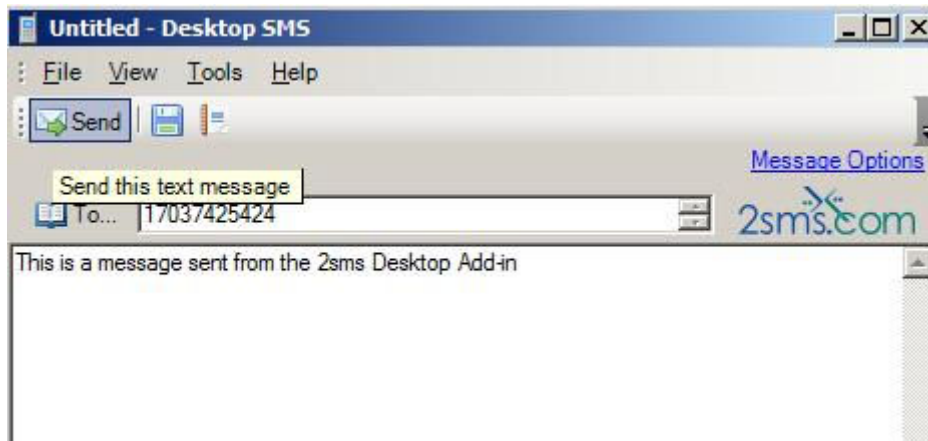 Untitled - Desktop SMS
File View Tools Help
Send
Message Options
Send this text message
To... 17037425424
2sms.com
This is a message sent from the 2sms Desktop Add-in